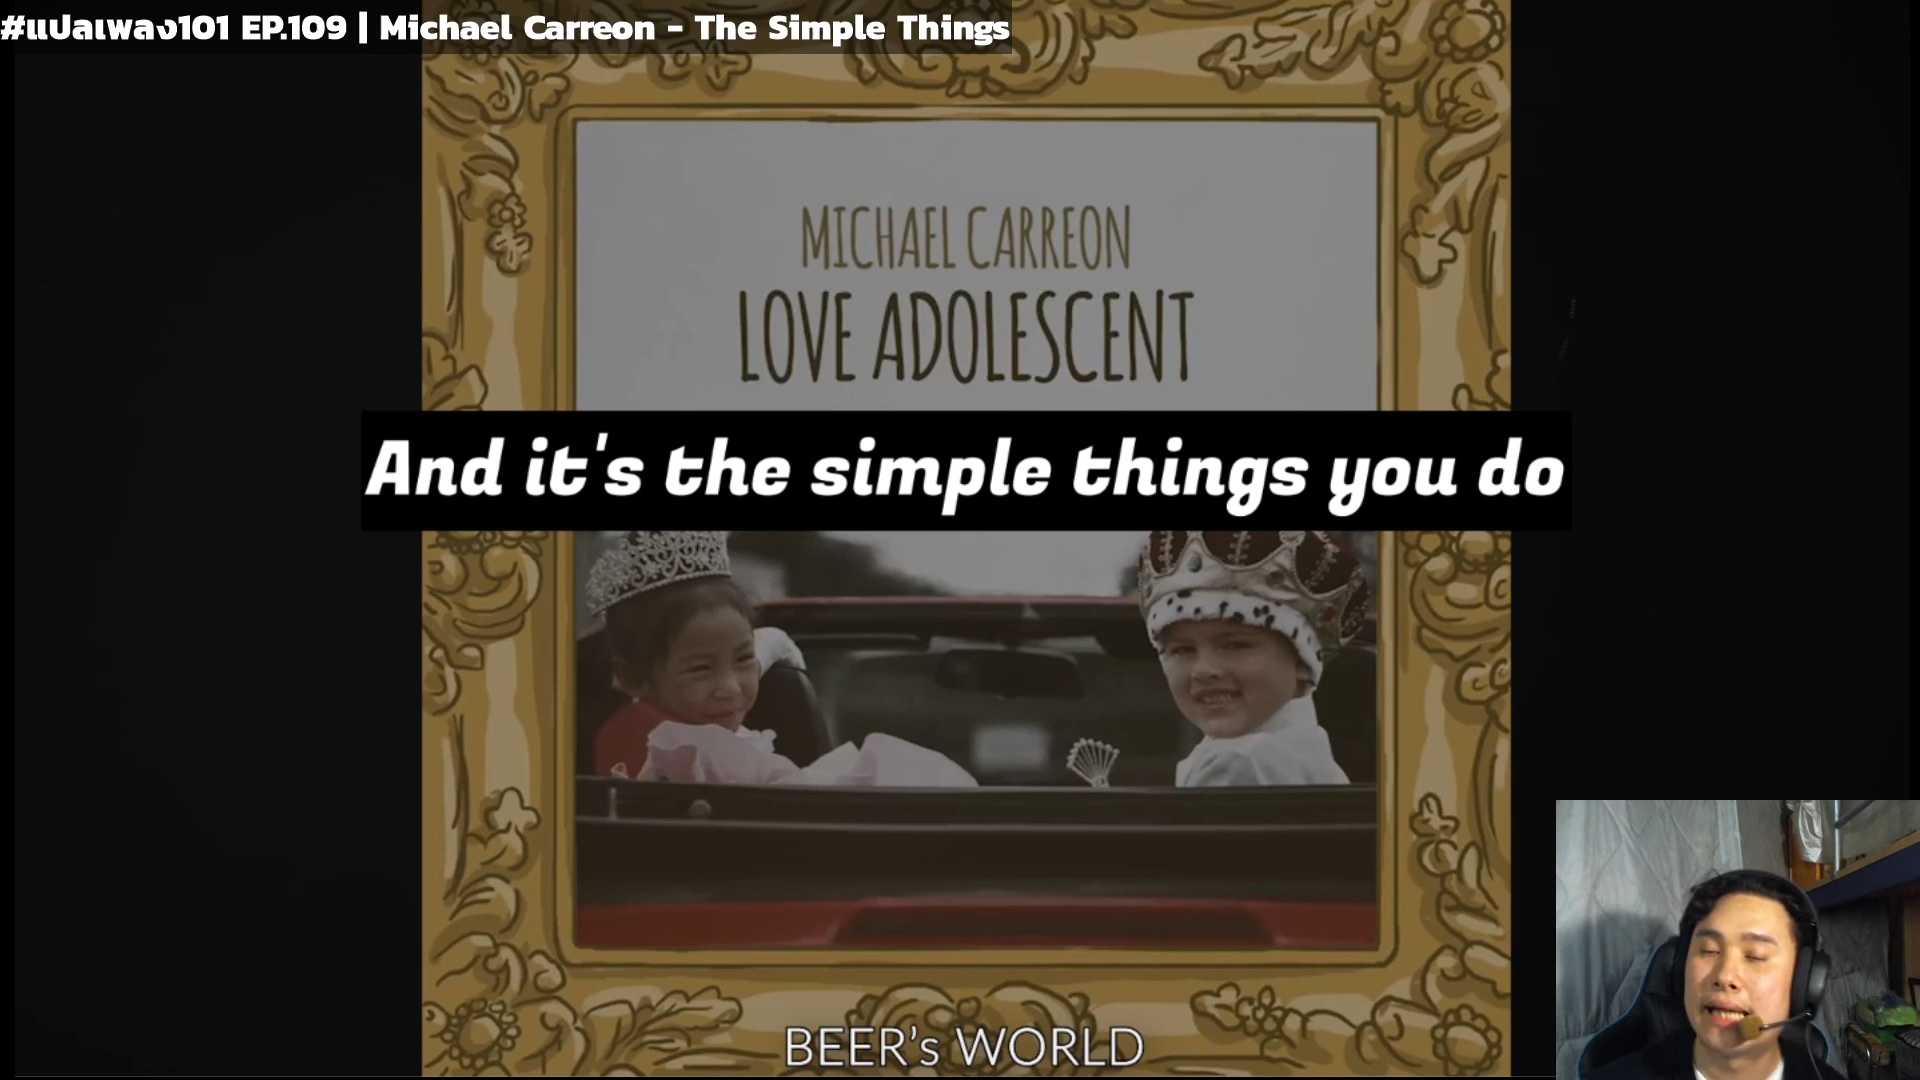 #แปลเพลง101 EP.109 | Michael Carreon - The Simple Things
MICHAEL CARREON
LOVE ADOLESCENT
And it's the simple things you do
BEER's WORLD